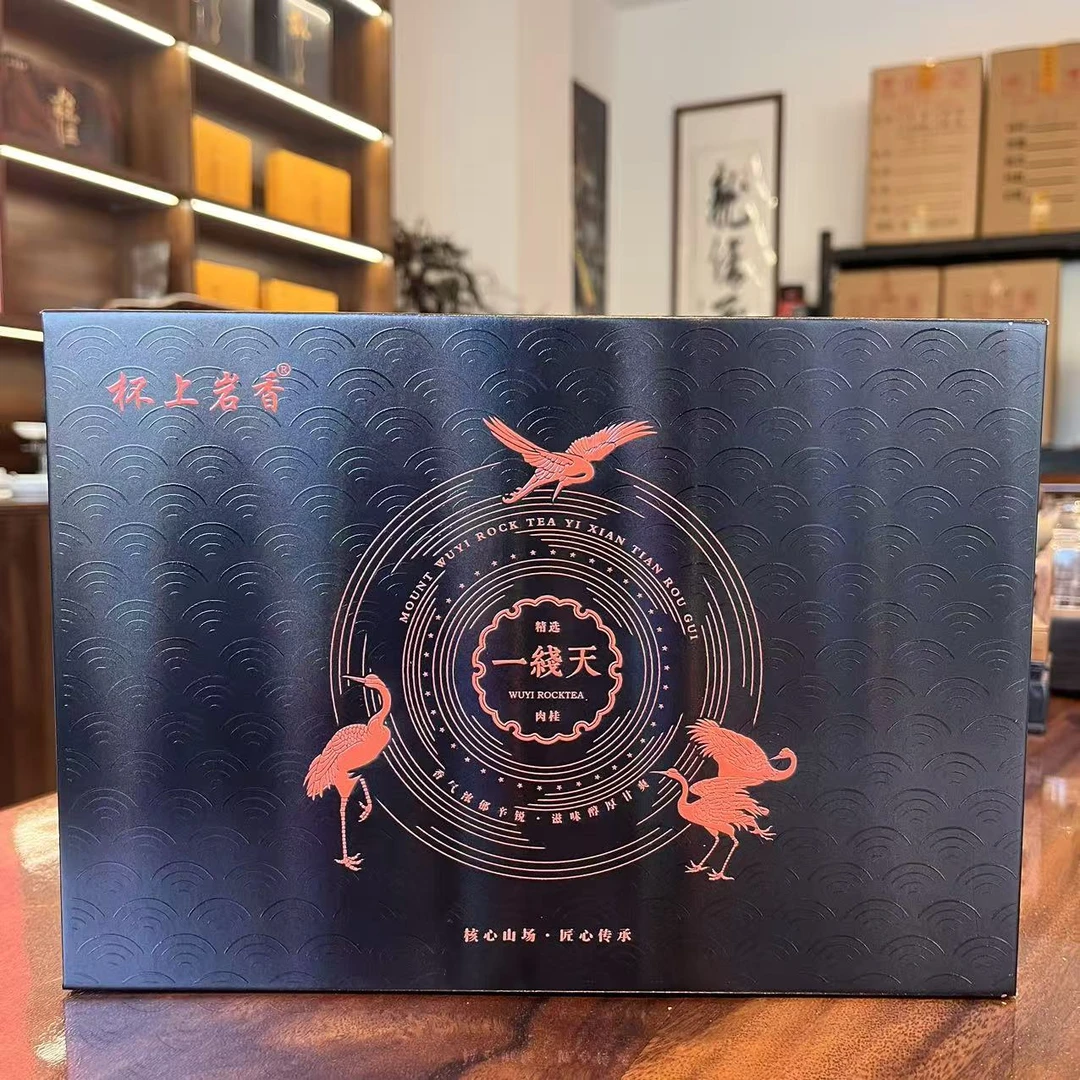 杯上岩香®
MOUNT WUYI ROCK TEA YI XIAN TIAN ROU GUI
精选
一綫天
WUYI ROCKTEA
肉桂
香气浓郁辛锐·滋味醇厚甘爽
核心山场·匠心传承